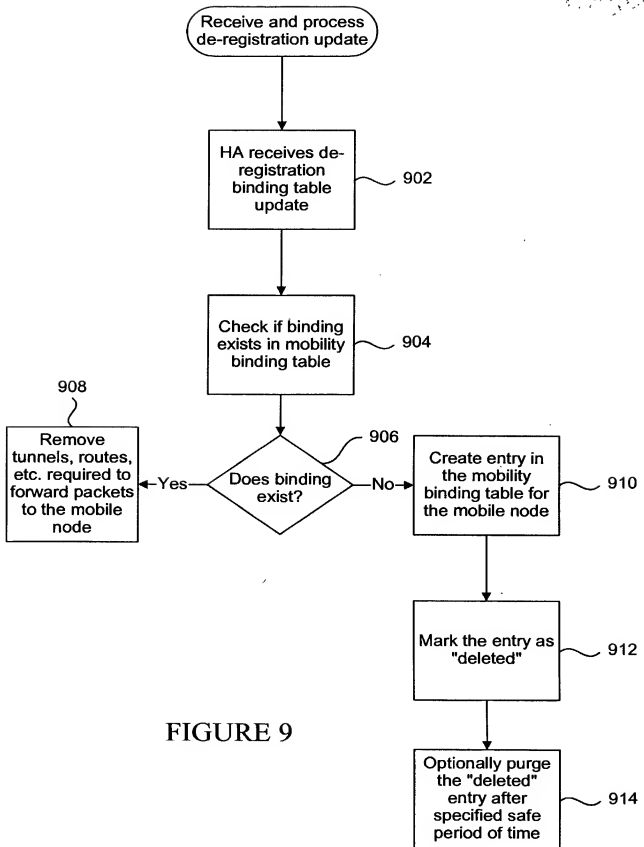 Receive and process
de-registration update
HA receives de-
registration
binding table
update
902
Check if binding
exists in mobility
binding table
904
908
Remove
tunnels, routes,
etc. required to
forward packets
to the mobile
node
Yes
906
Does binding
exist?
No
Create entry in
the mobility
binding table for
the mobile node
910
Mark the entry as
"deleted"
912
FIGURE 9
Optionally purge
the "deleted"
entry after
specified safe
period of time
914